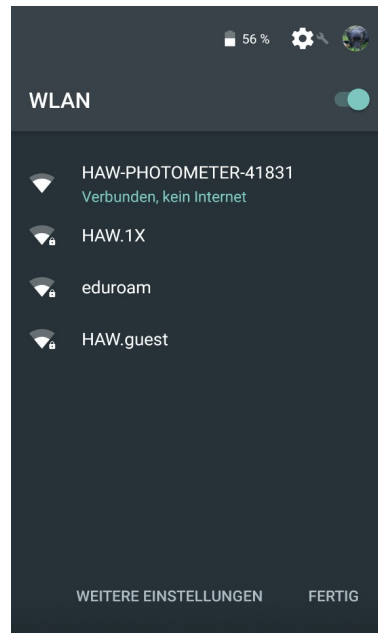 56 %
WLAN
HAW-PHOTOMETER-41831
Verbunden, kein Internet
HAW.1X
eduroam
HAW.guest
WEITERE EINSTELLUNGEN FERTIG